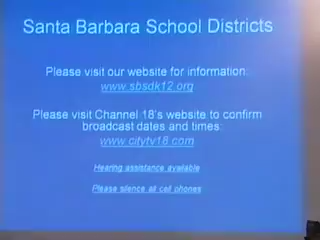 Santa Barbara School Districts
Please visit our website for information:
www.sbsdk12.org
Please visit Channel 18's website to confirm
broadcast dates and times:
www.citytv18.com
Hearing assistance available
Please silence all cell phones